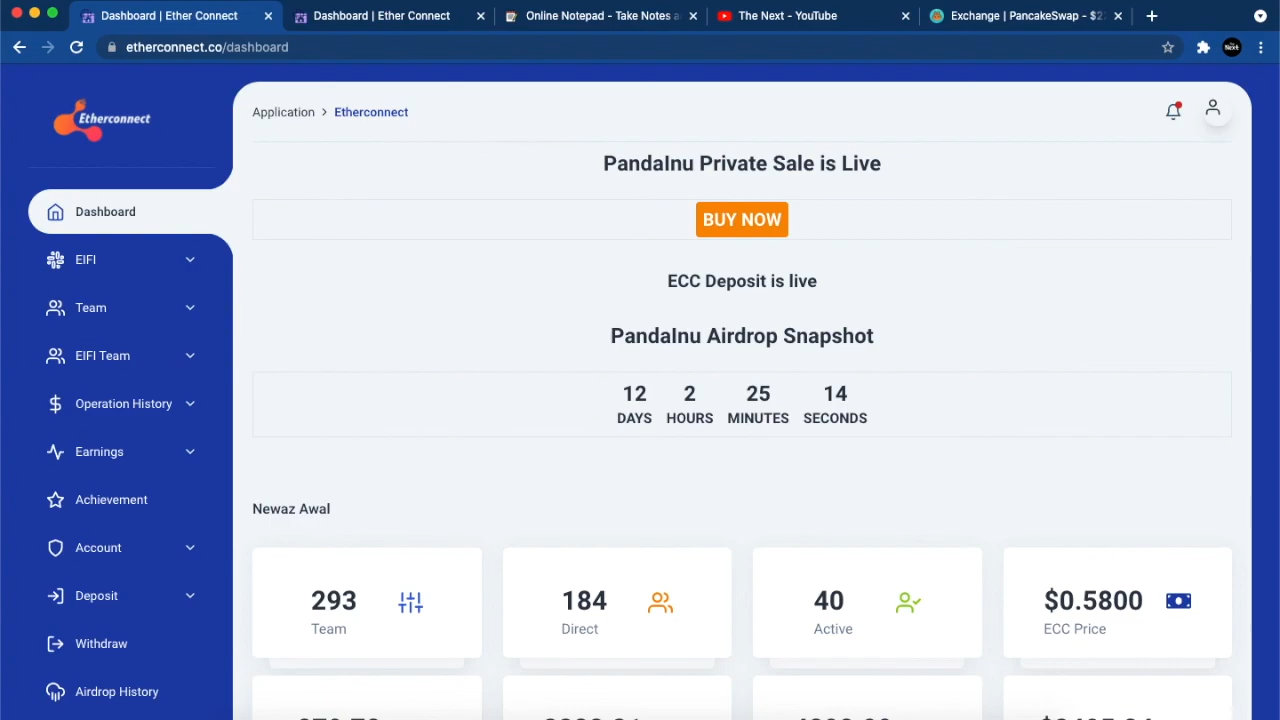 Dashboard | Ether Connect
Dashboard | Ether Connect
Online Notepad - Take Notes a
The Next - YouTube
Exchange | PancakeSwap - $2
etherconnect.co/dashboard
Etherconnect
Application > Etherconnect
PandaInu Private Sale is Live
BUY NOW
ECC Deposit is live
PandaInu Airdrop Snapshot
12 2 25 14
DAYS HOURS MINUTES SECONDS
Newaz Awal
293 184 40 $0.5800
Team Direct Active ECC Price
Dashboard
EIFI
Team
EIFI Team
Operation History
Earnings
Achievement
Account
Deposit
Withdraw
Airdrop History